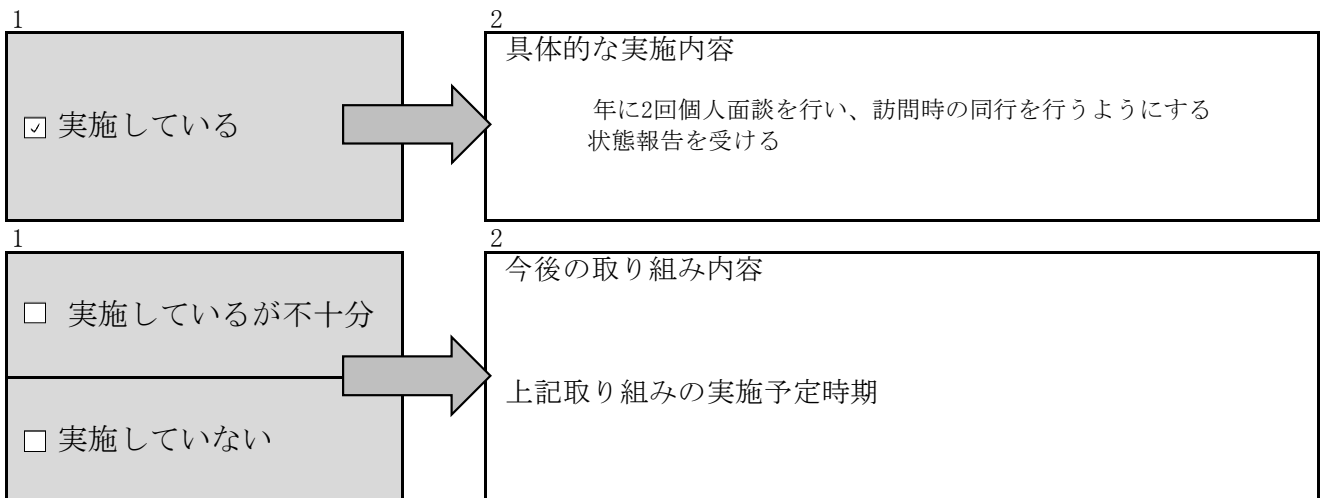 1
2
☑ 実施している
具体的な実施内容
年に2回個人面談を行い、訪問時の同行を行うようにする
状態報告を受ける
1
2
☐ 実施しているが不十分
☐ 実施していない
今後の取り組み内容
上記取り組みの実施予定時期